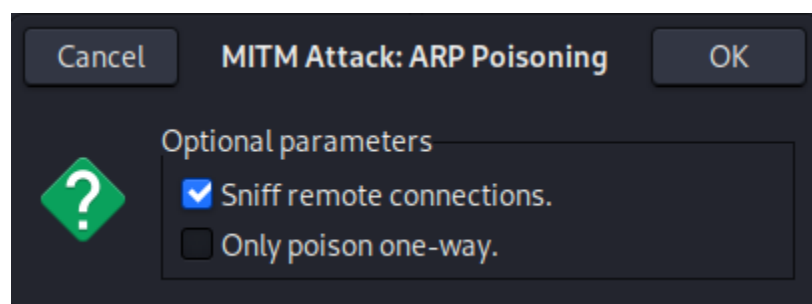 Cancel MITM Attack: ARP Poisoning OK
Optional parameters
Sniff remote connections.
Only poison one-way.